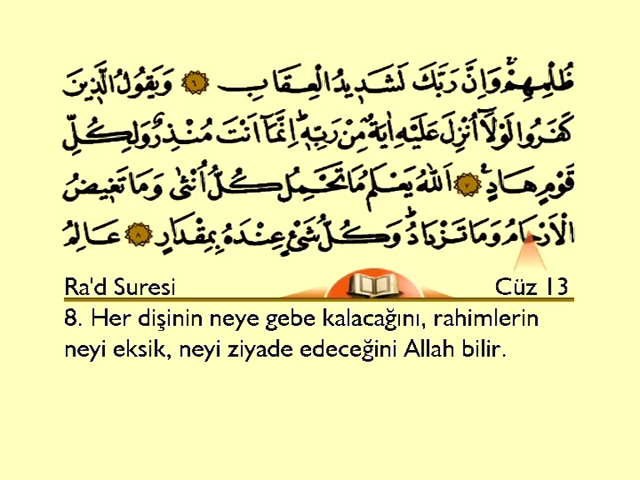 ظُلْمِهِمْۚ وَاِنَّ رَبَّكَ لَشَد۪يدُ الْعِقَابِ ﴿٦﴾ وَيَقُولُ الَّذ۪ينَ
كَفَرُوا لَوْلَٓا اُنْزِلَ عَلَيْهِ اٰيَةٌ مِنْ رَبِّه۪ۜ اِنَّمَٓا اَنْتَ مُنْذِرٌ وَلِكُلِّ
قَوْمٍ هَادٍ۟ ﴿٧﴾ اَللّٰهُ يَعْلَمُ مَا تَحْمِلُ كُلُّ اُنْثٰى وَمَا تَغ۪يضُ
الْاَرْحَامُ وَمَا تَزْدَادُۜ وَكُلُّ شَيْءٍ عِنْدَهُ بِمِقْدَارٍ ﴿٨﴾ عَالِمُ
Ra'd Suresi Cüz 13
8. Her dişinin neye gebe kalacağını, rahimlerin
neyi eksik, neyi ziyade edeceğini Allah bilir.